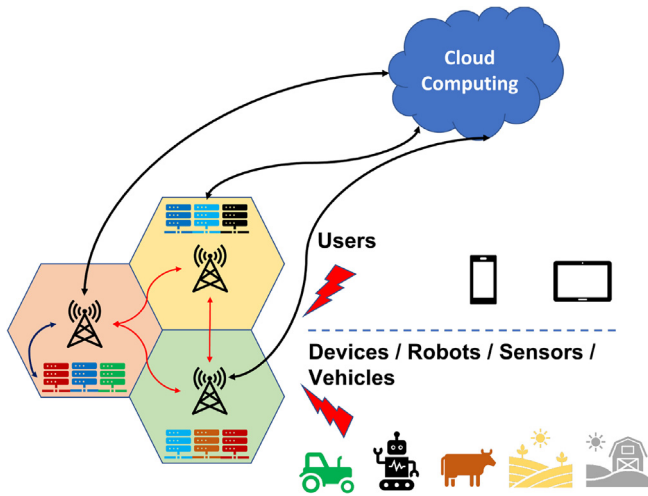 Cloud
Computing
Users
Devices / Robots / Sensors /
Vehicles